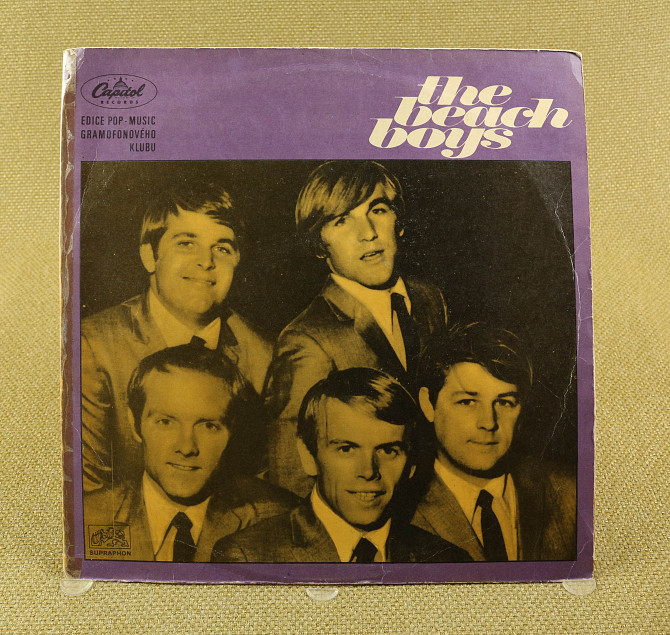 Capitol
RECORDS
EDICE POP-MUSIC
GRAMOFONOVÉHO
KLUBU
the
beach
boys
SUPRAPHON